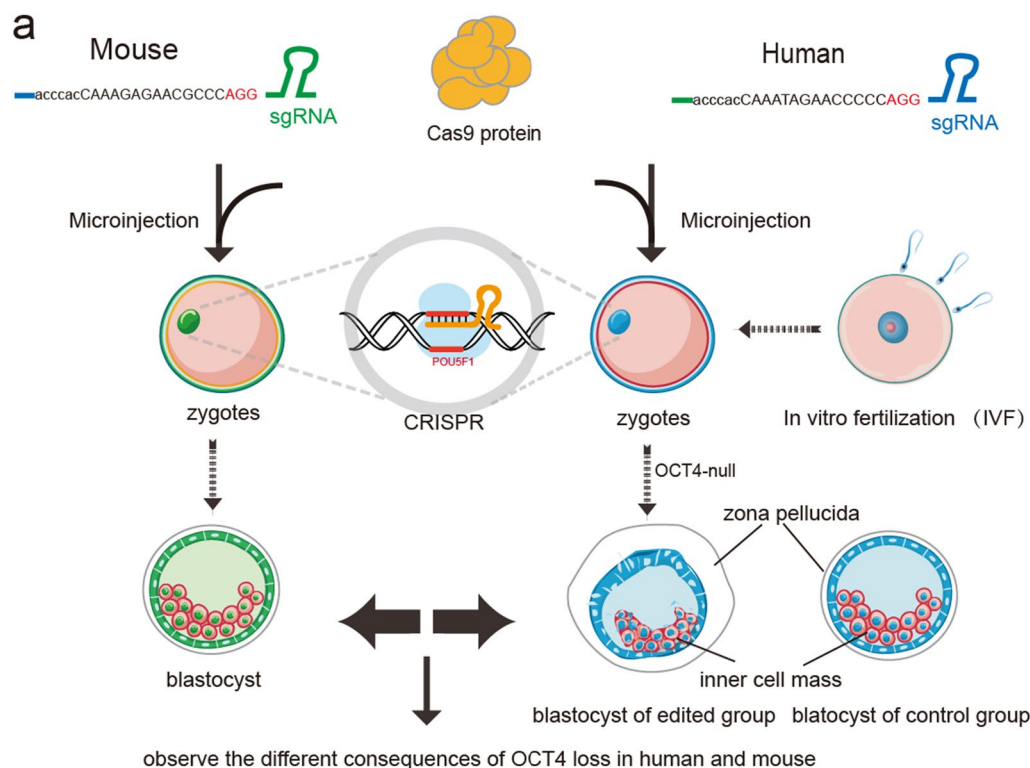 a
Mouse
Human
acccacCAAAGAGAACGCCCAGG
sgRNA
Cas9 protein
acccacCAAATAGAACCCCCAGG
sgRNA
Microinjection
Microinjection
POU5F1
zygotes
CRISPR
zygotes
In vitro fertilization （IVF）
OCT4-null
zona pellucida
blastocyst
inner cell mass
blastocyst of edited group
blatocyst of control group
observe the different consequences of OCT4 loss in human and mouse